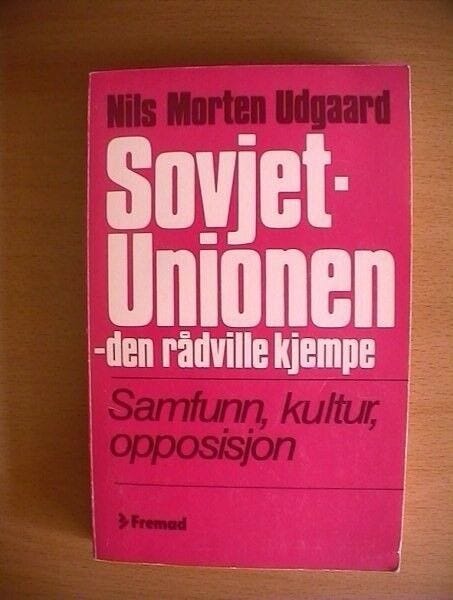 Nils Morten Udgaard
Sovjet-
Unionen
-den rådville kjempe
Samfunn, kultur,
opposisjon
Fremad